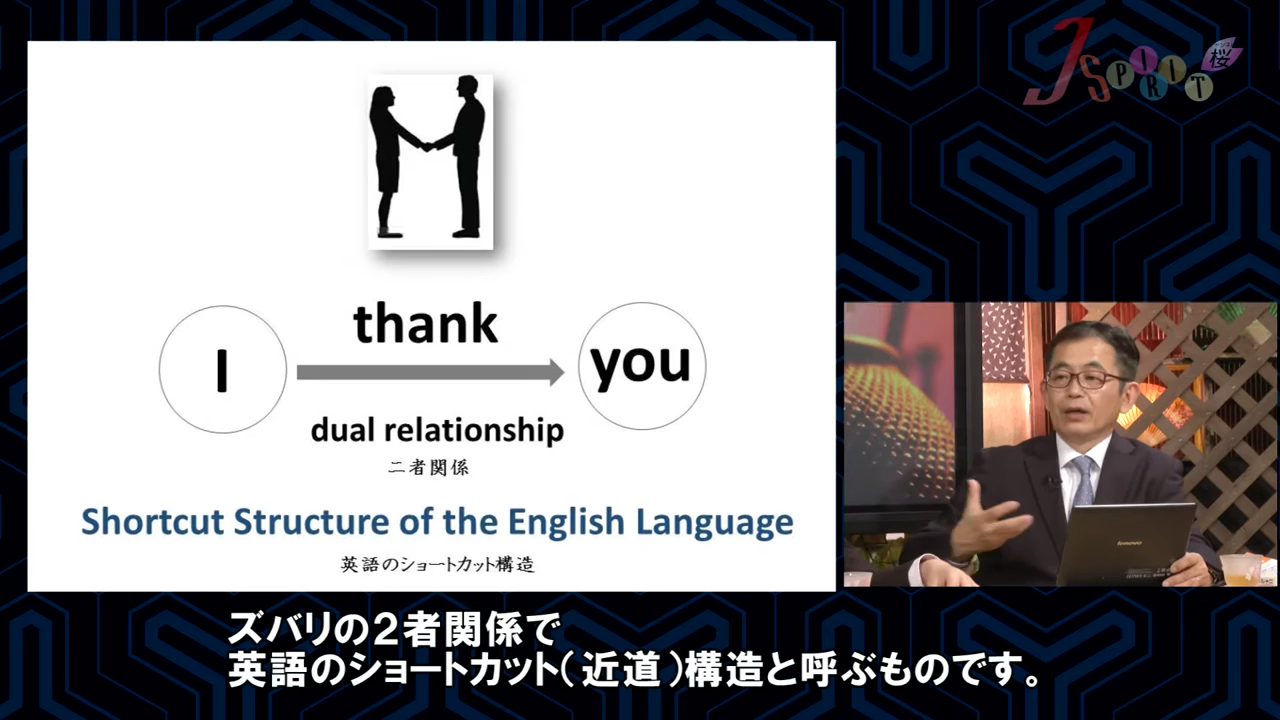 J SPIRIT 桜
thank
I
you
dual relationship
二者関係
Shortcut Structure of the English Language
英語のショートカット構造
lenovo
ズバリの2者関係で
英語のショートカット(近道)構造と呼ぶものです。